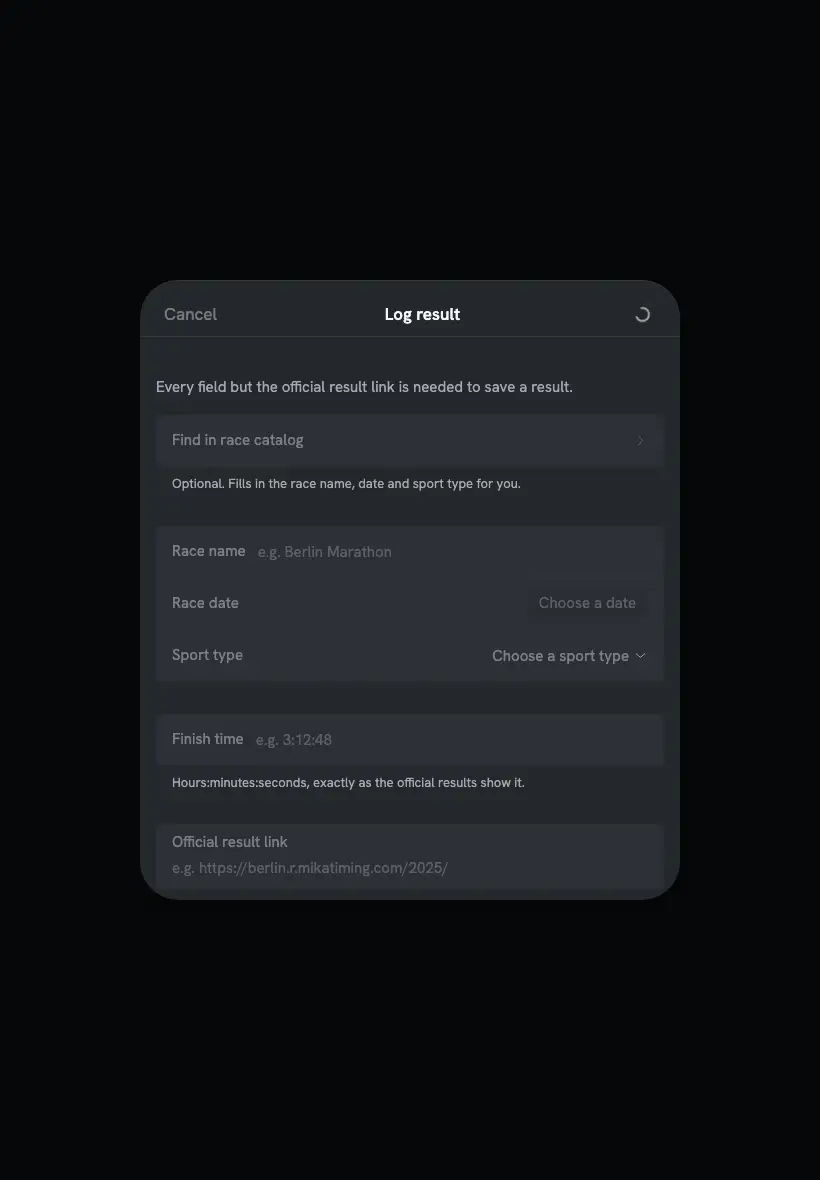 Cancel
Log result
Every field but the official result link is needed to save a result.
Find in race catalog
Optional. Fills in the race name, date and sport type for you.
Race name e.g. Berlin Marathon
Race date Choose a date
Sport type Choose a sport type
Finish time e.g. 3:12:48
Hours:minutes:seconds, exactly as the official results show it.
Official result link
e.g. https://berlin.r.mikatiming.com/2025/